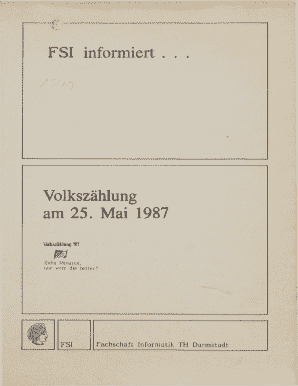 FSI informiert . . .
Volkszählung
am 25. Mai 1987
Volkszählung '87
FSI
Fachschaft Informatik TH Darmstadt